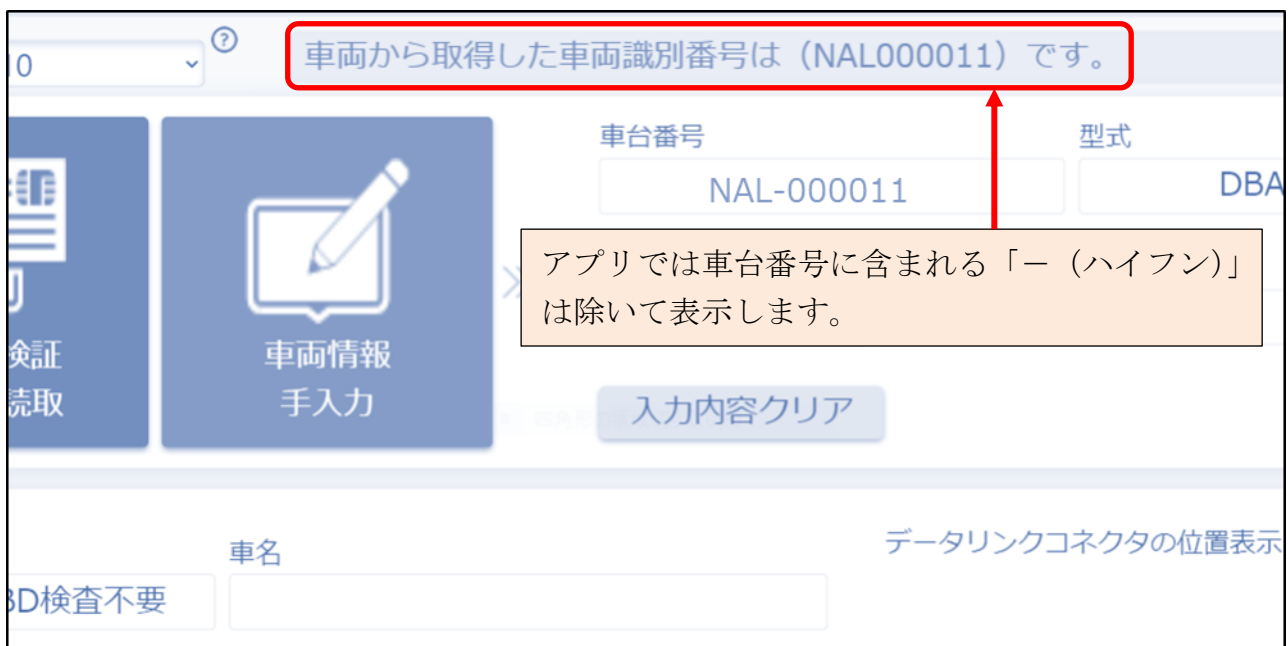 10
?
車両から取得した車両識別番号は（NAL000011）です。
車台番号
型式
NAL-000011
DBA
アプリでは車台番号に含まれる「－（ハイフン）」
は除いて表示します。
検証
読取
車両情報
手入力
入力内容クリア
車名
データリンクコネクタの位置表示
BD検査不要